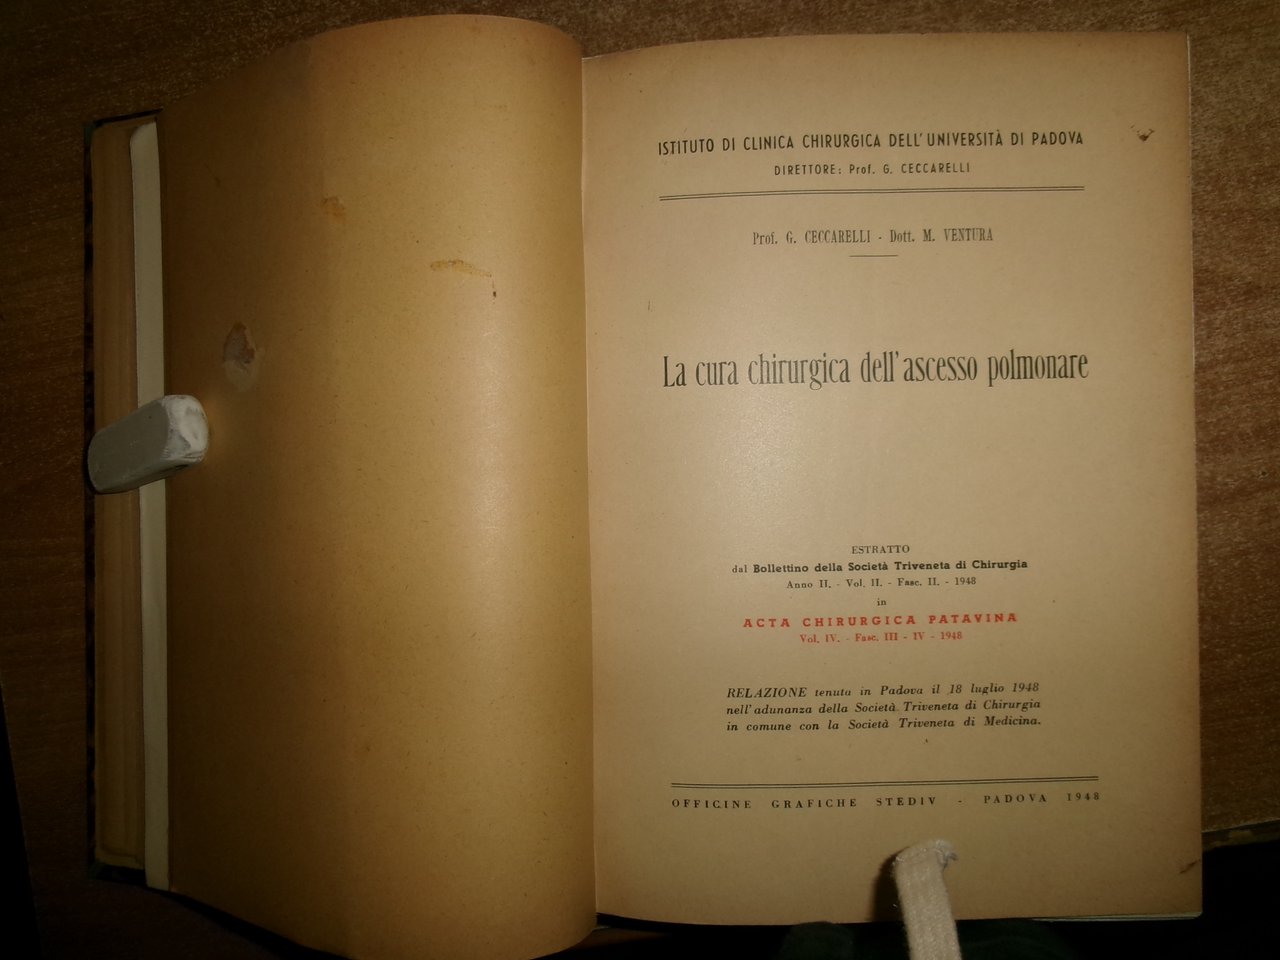 ISTITUTO DI CLINICA CHIRURGICA DELL'UNIVERSITÀ DI PADOVA
DIRETTORE: Prof. G. CECCARELLI
Prof. G. CECCARELLI - Dott. M. VENTURA
La cura chirurgica dell'ascesso polmonare
ESTRATTO
dal Bollettino della Società Triveneta di Chirurgia
Anno II. - Vol. II. - Fasc. II. - 1948
in
ACTA CHIRURGICA PATAVINA
Vol. IV. - Fasc. III - IV - 1948
RELAZIONE tenuta in Padova il 18 luglio 1948
nell'adunanza della Società Triveneta di Chirurgia
in comune con la Società Triveneta di Medicina.
OFFICINE GRAFICHE STEDIV - PADOVA 1948